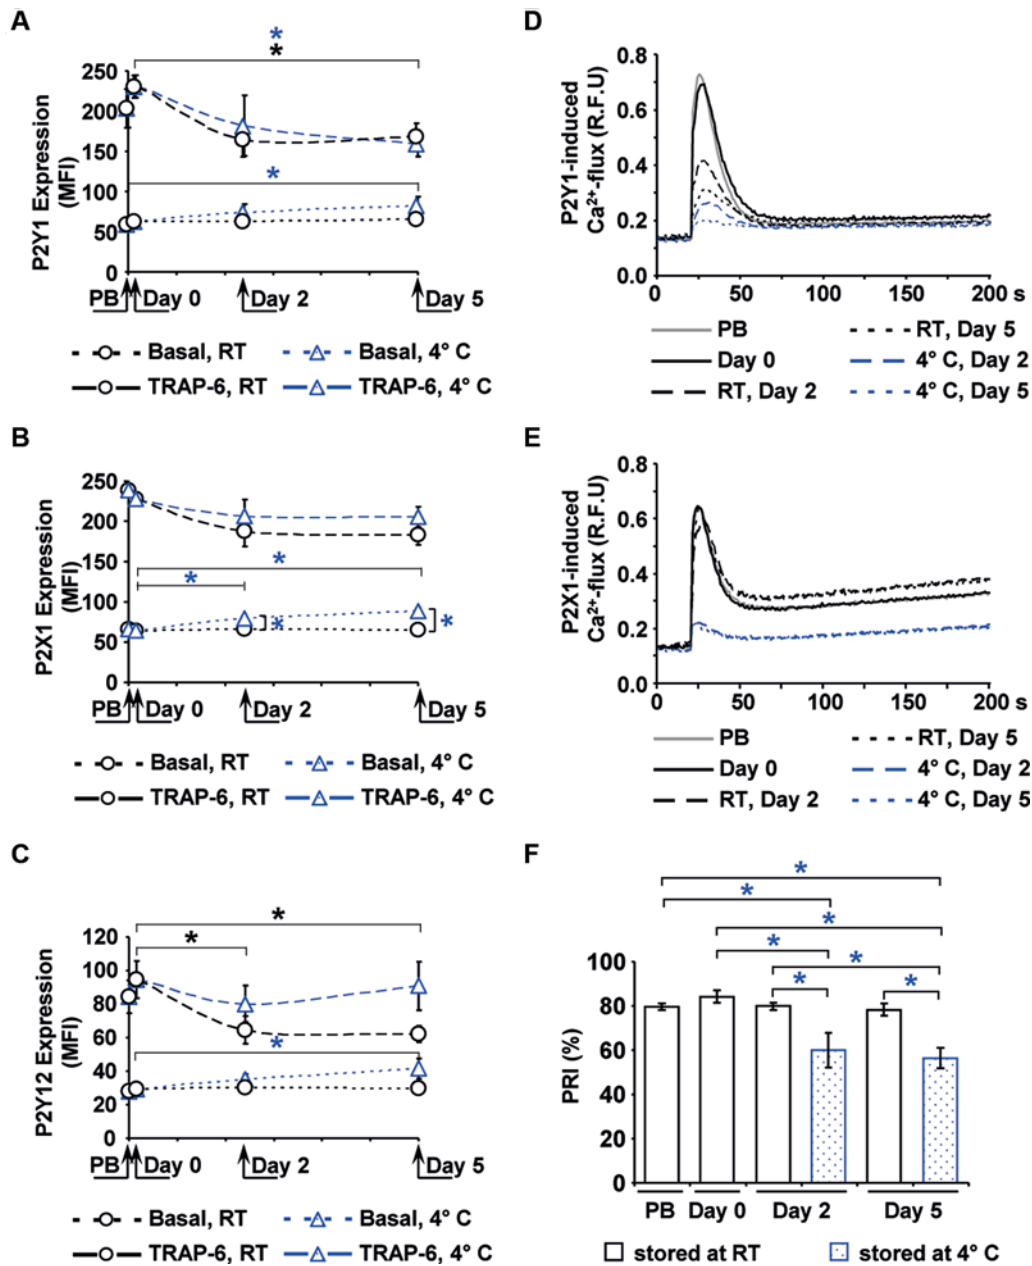 A
*
*
250
200
150
100
50
0
P2Y1 Expression
(MFI)
*
PB
Day 0
Day 2
Day 5
Basal, RT
Basal, 4° C
TRAP-6, RT
TRAP-6, 4° C
B
250
200
150
100
50
0
P2X1 Expression
(MFI)
*
*
*
*
PB
Day 0
Day 2
Day 5
Basal, RT
Basal, 4° C
TRAP-6, RT
TRAP-6, 4° C
C
120
100
80
60
40
20
0
P2Y12 Expression
(MFI)
*
*
*
PB
Day 0
Day 2
Day 5
Basal, RT
Basal, 4° C
TRAP-6, RT
TRAP-6, 4° C
D
0.8
0.6
0.4
0.2
0.0
P2Y1-induced
Ca²⁺-flux (R.F.U)
0 50 100 150 200 s
PB
Day 0
RT, Day 2
RT, Day 5
4° C, Day 2
4° C, Day 5
E
0.8
0.6
0.4
0.2
0.0
P2X1-induced
Ca²⁺-flux (R.F.U)
0 50 100 150 200 s
PB
Day 0
RT, Day 2
RT, Day 5
4° C, Day 2
4° C, Day 5
F
*
*
*
*
*
*
*
100
80
60
40
20
0
PRI (%)
PB Day 0 Day 2 Day 5
stored at RT
stored at 4° C